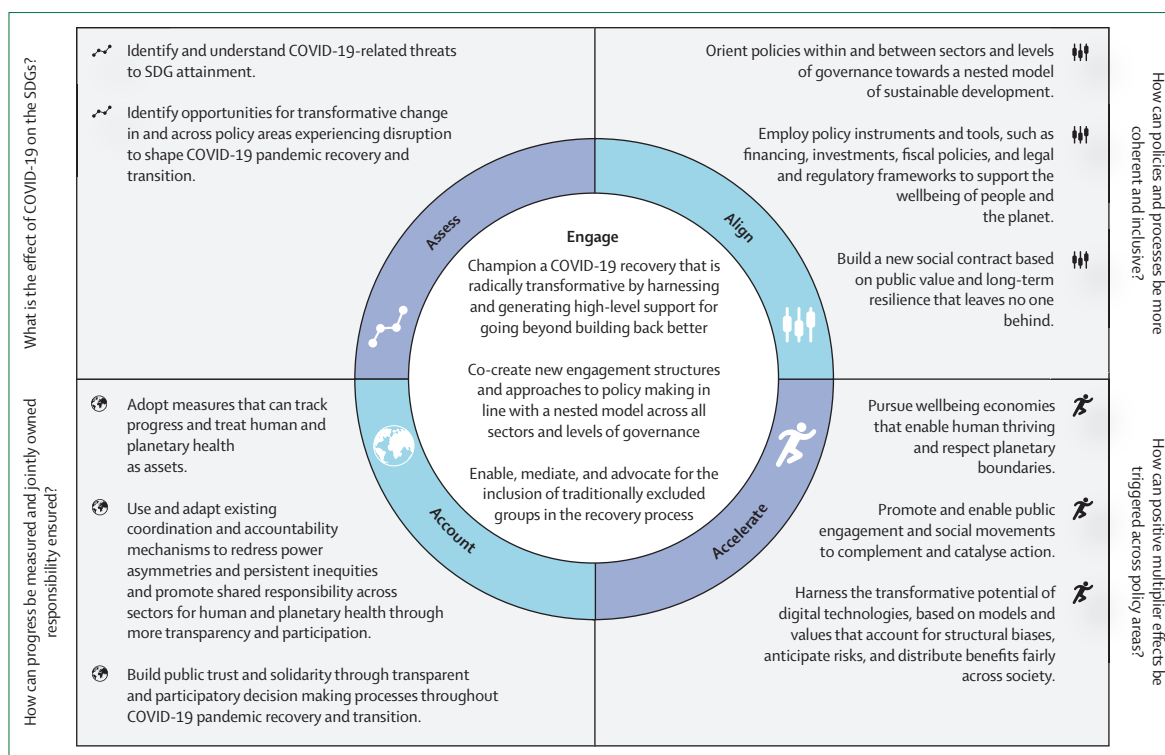 What is the effect of COVID-19 on the SDGs?
Identify and understand COVID-19-related threats
to SDG attainment.
Identify opportunities for transformative change
in and across policy areas experiencing disruption
to shape COVID-19 pandemic recovery and
transition.
Assess
Orient policies within and between sectors and levels
of governance towards a nested model
of sustainable development.
Employ policy instruments and tools, such as
financing, investments, fiscal policies, and legal
and regulatory frameworks to support the
wellbeing of people and
the planet.
Build a new social contract based
on public value and long-term
resilience that leaves no one
behind.
Align
How can policies and processes be more
coherent and inclusive?
Engage
Champion a COVID-19 recovery that is
radically transformative by harnessing
and generating high-level support for
going beyond building back better
Co-create new engagement structures
and approaches to policy making in
line with a nested model across all
sectors and levels of governance
Enable, mediate, and advocate for the
inclusion of traditionally excluded
groups in the recovery process
How can progress be measured and jointly owned
responsibility ensured?
Adopt measures that can track
progress and treat human and
planetary health
as assets.
Use and adapt existing
coordination and accountability
mechanisms to redress power
asymmetries and persistent inequities
and promote shared responsibility across
sectors for human and planetary health through
more transparency and participation.
Build public trust and solidarity through transparent
and participatory decision making processes throughout
COVID-19 pandemic recovery and transition.
Account
Accelerate
Pursue wellbeing economies
that enable human thriving
and respect planetary
boundaries.
Promote and enable public
engagement and social movements
to complement and catalyse action.
Harness the transformative potential of
digital technologies, based on models and
values that account for structural biases,
anticipate risks, and distribute benefits fairly
across society.
How can positive multiplier effects be
triggered across policy areas?